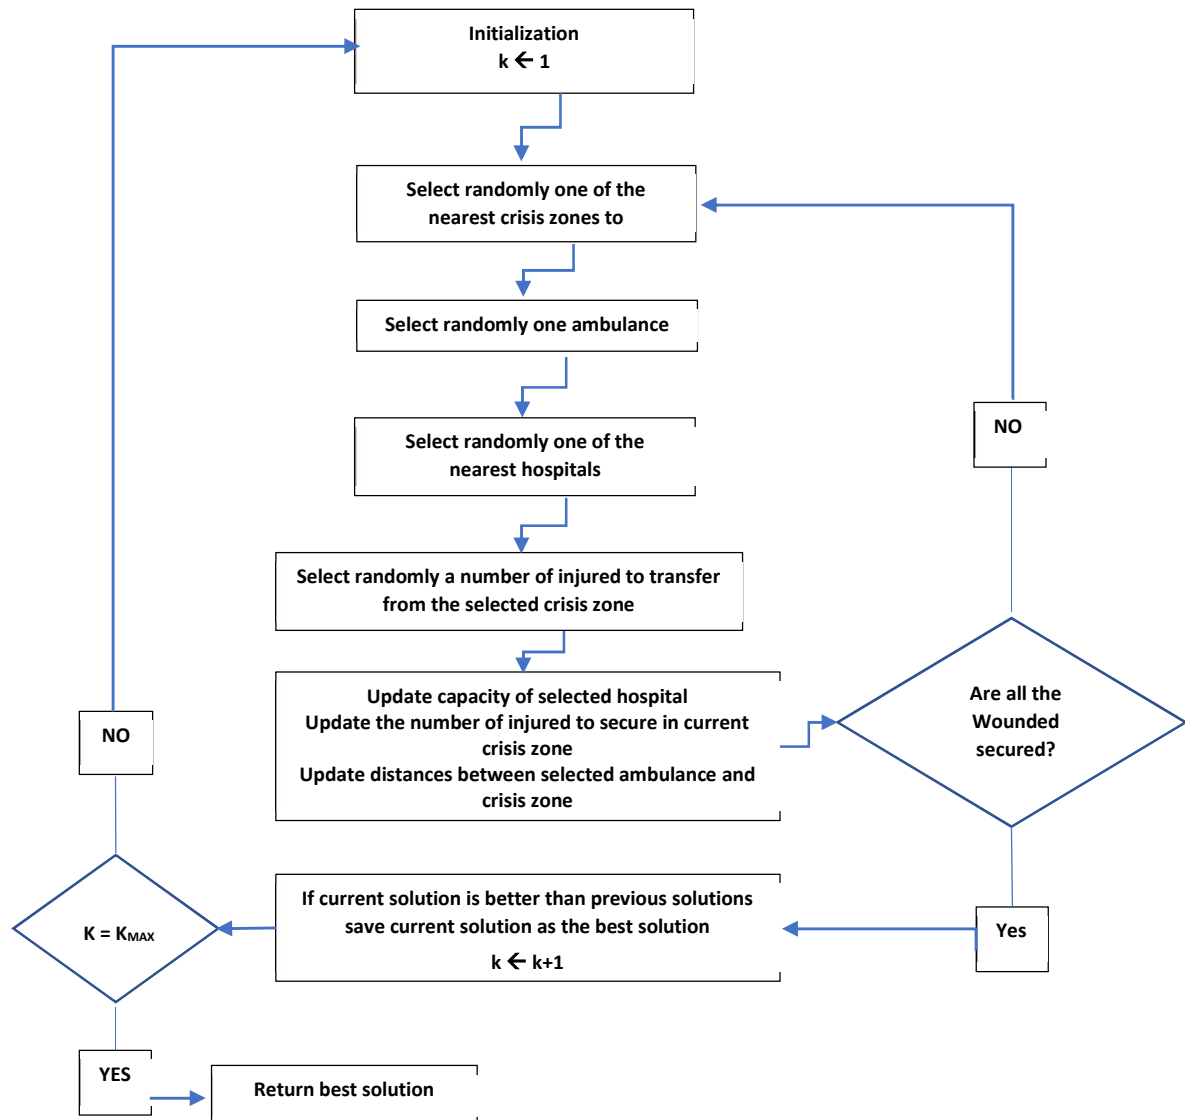 Initialization
k ← 1
Select randomly one of the
nearest crisis zones to
Select randomly one ambulance
Select randomly one of the
nearest hospitals
NO
Select randomly a number of injured to transfer
from the selected crisis zone
Update capacity of selected hospital
Update the number of injured to secure in current
crisis zone
Update distances between selected ambulance and
crisis zone
Are all the
Wounded
secured?
NO
If current solution is better than previous solutions
save current solution as the best solution
k ← k+1
Yes
K = KMAX
YES
Return best solution